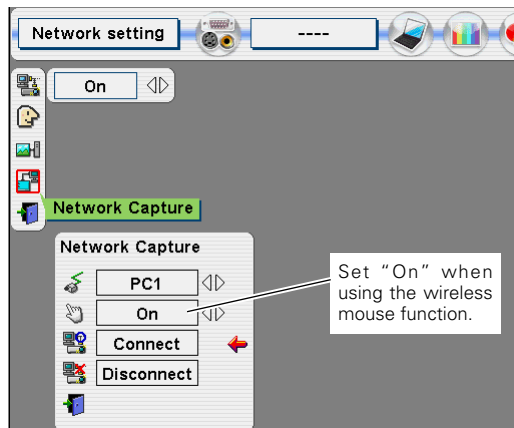 Network setting
----
On
Network Capture
Network Capture
PC1
On
Connect
Disconnect
Set “On” when
using the wireless
mouse function.